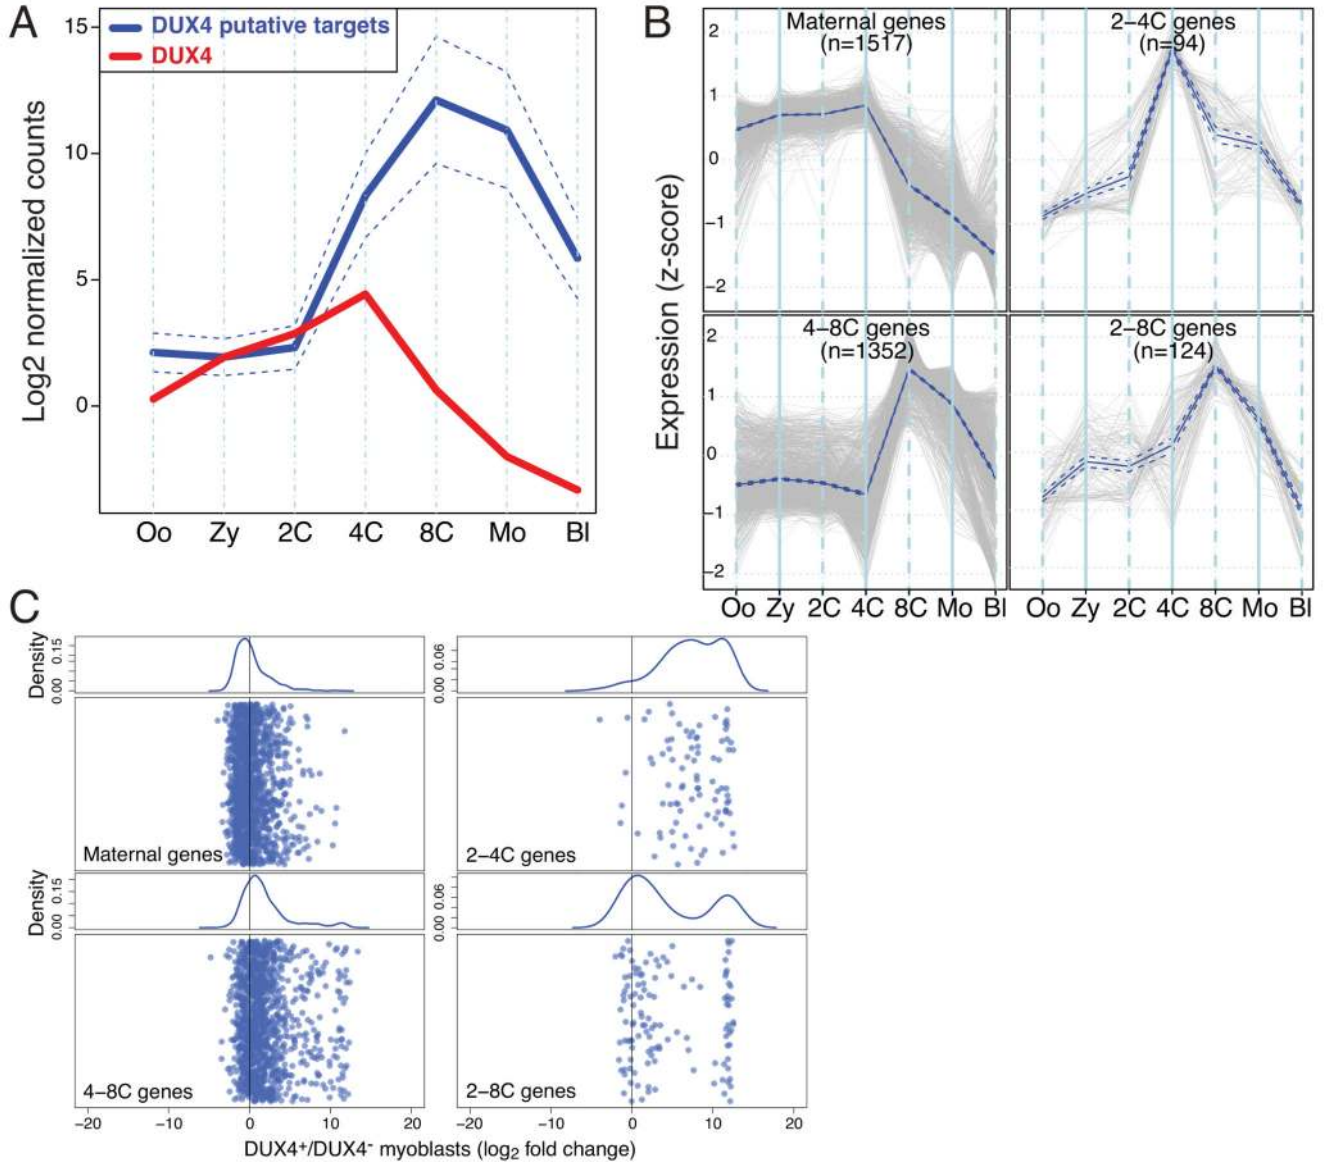 A
DUX4 putative targets
DUX4
Log2 normalized counts
15
10
5
0
Oo Zy 2C 4C 8C Mo Bl
B
Expression (z-score)
Maternal genes
(n=1517)
2–4C genes
(n=94)
2
1
0
−1
−2
4–8C genes
(n=1352)
2–8C genes
(n=124)
2
1
0
−1
−2
Oo Zy 2C 4C 8C Mo Bl Oo Zy 2C 4C 8C Mo Bl
C
Density
0.00 0.15
0.00 0.06
Maternal genes
2–4C genes
Density
0.00 0.15
0.00 0.06
4–8C genes
2–8C genes
−20 −10 0 10 20 −20 −10 0 10 20
DUX4⁺/DUX4⁻ myoblasts (log₂ fold change)